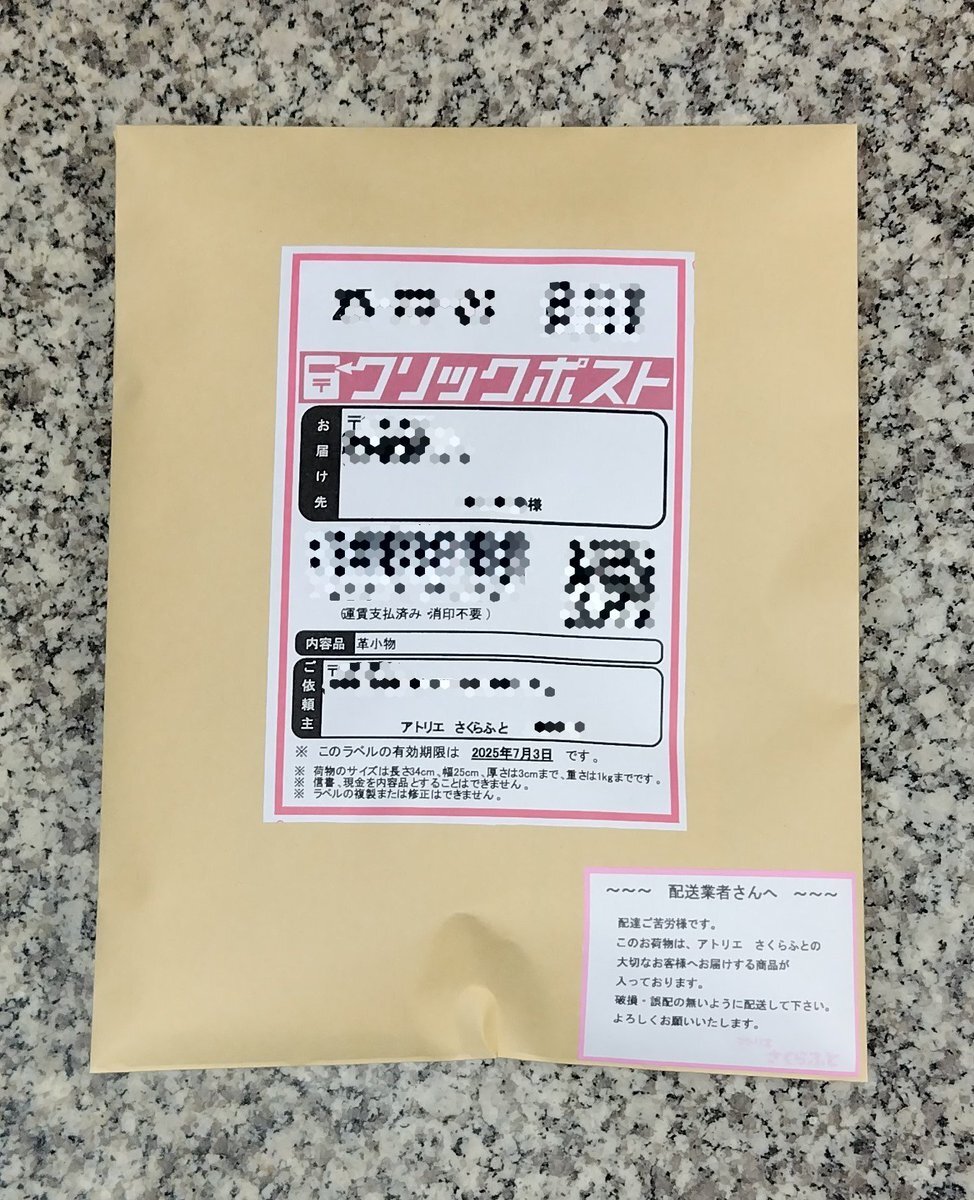 クリックポスト
お届け先
〒
様
(運賃支払済み 消印不要)
内容品 革小物
ご依頼主
〒
アトリエ さくらふと
※ このラベルの有効期限は 2025年7月3日 です。
※ 荷物のサイズは長さ34cm、幅25cm、厚さは3cmまで、重さは1kgまでです。
※ 信書、現金を内容品とすることはできません。
※ ラベルの複製または修正はできません。
~~~ 配送業者さんへ ~~~
配達ご苦労様です。
このお荷物は、アトリエ さくらふとの
大切なお客様へお届けする商品が
入っております。
破損・誤配の無いように配送して下さい。
よろしくお願いいたします。